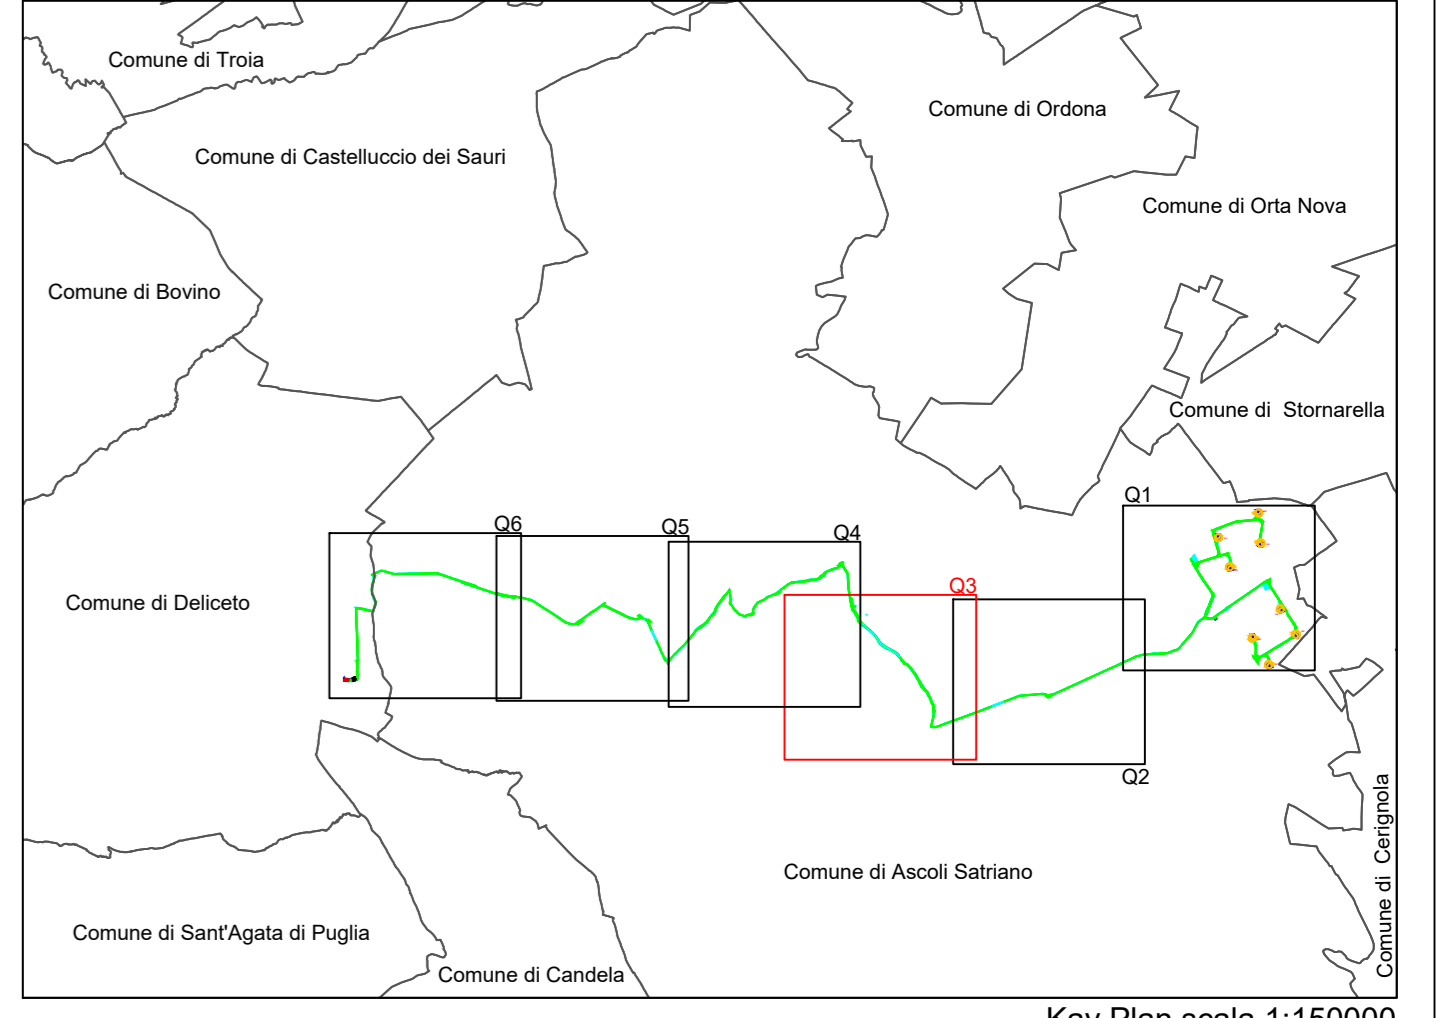 Comune di Troia
Comune di Ordona
Comune di Castelluccio dei Sauri
Comune di Orta Nova
Comune di Bovino
Comune di  Stornarella
Q1
Q6
Q5
Q4
Q3
Comune di Deliceto
Q2
Comune di Cerignola
Comune di Ascoli Satriano
Comune di Sant'Agata di Puglia
Comune di Candela
Kay Plan scala 1:150000